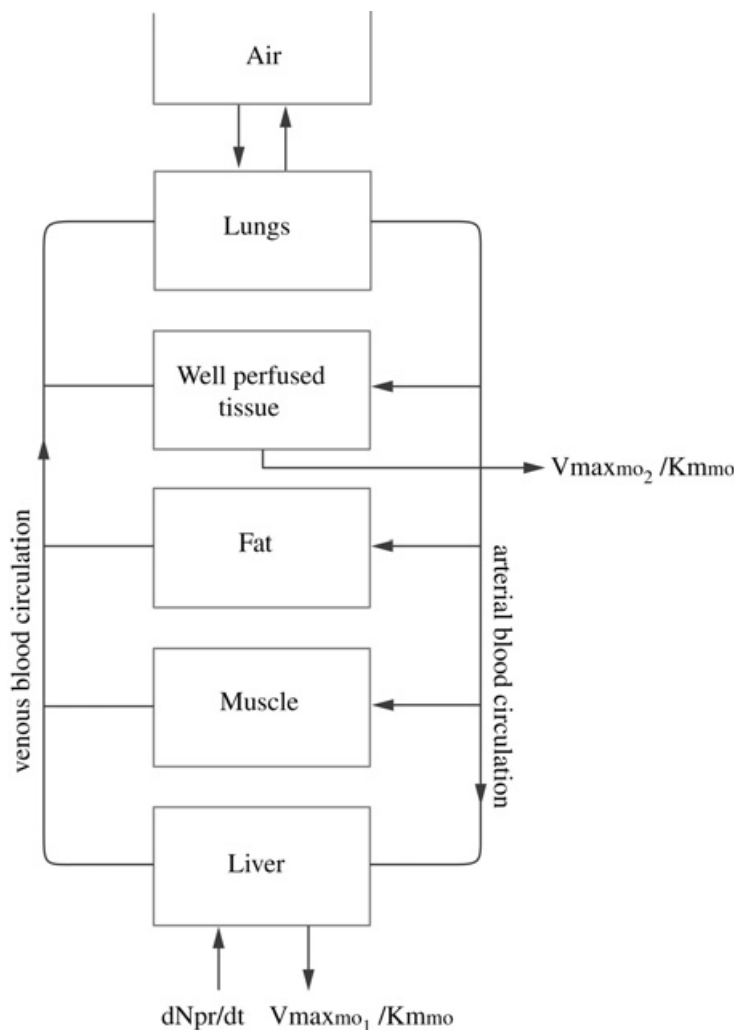 Air
Lungs
Well perfused
tissue
Vmaxmo₂ /Kmmo
Fat
venous blood circulation
arterial blood circulation
Muscle
Liver
dNpr/dt
Vmaxmo₁ /Kmmo